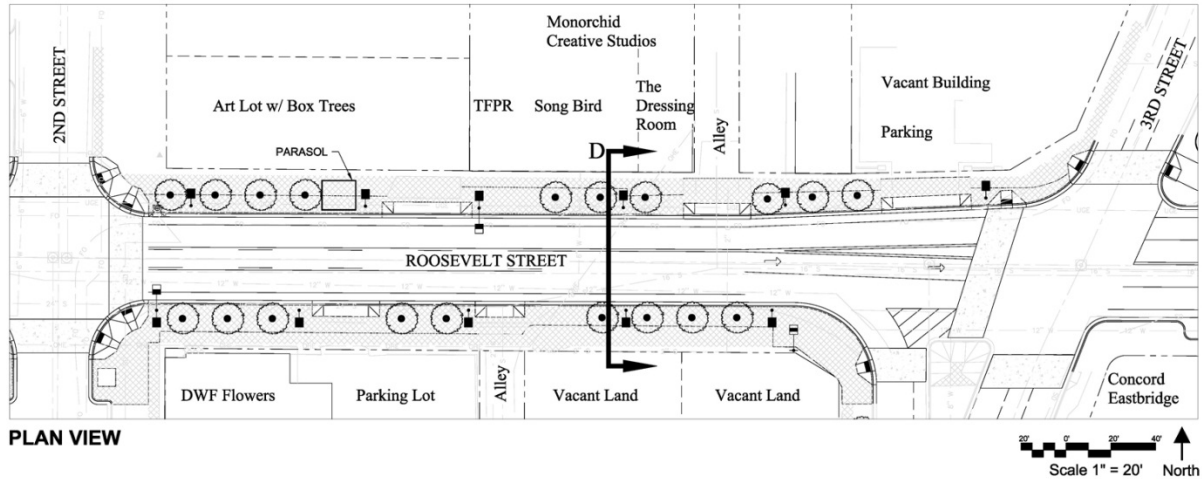 2ND STREET
Art Lot w/ Box Trees
PARASOL
TFPR
Monorchid
Creative Studios
Song Bird
The
Dressing
Room
Alley
Vacant Building
Parking
3RD STREET
D
ROOSEVELT STREET
DWF Flowers
Parking Lot
Alley
Vacant Land
Vacant Land
Concord
Eastbridge
PLAN VIEW
20' 0' 20' 40'
Scale 1" = 20'
North